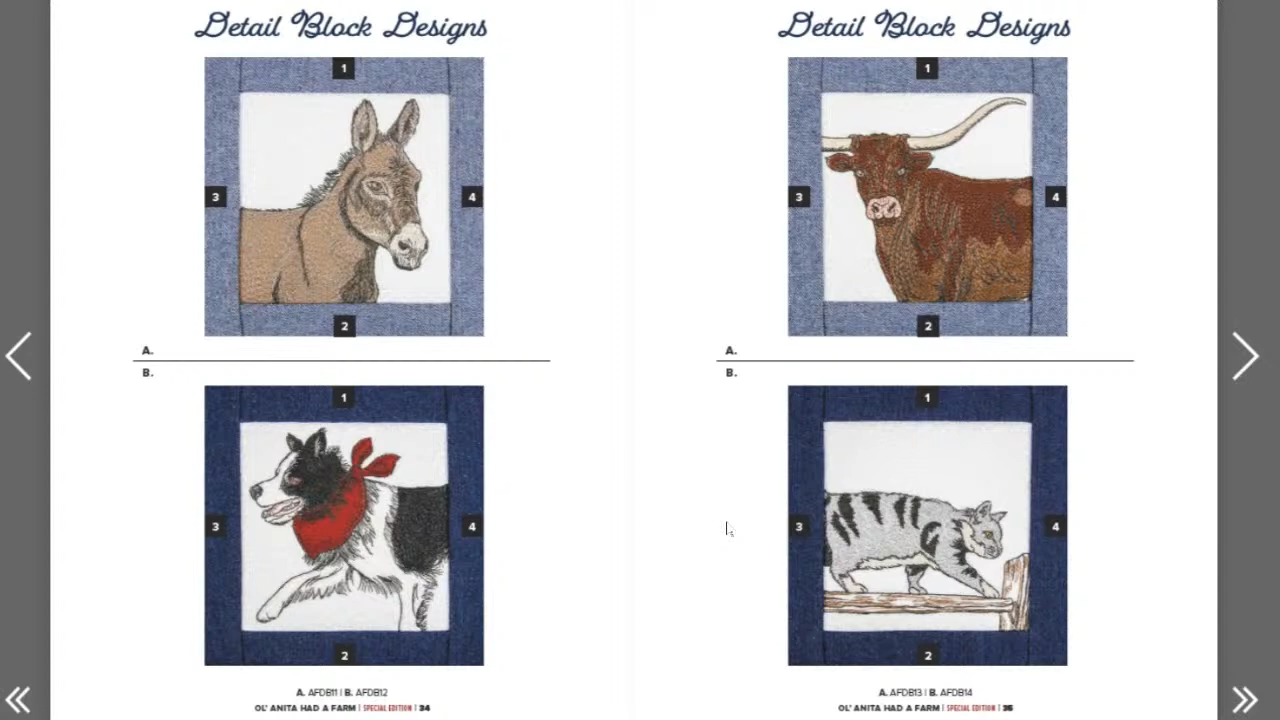 Detail Block Designs
1
3
4
2
A.
B.
1
3
4
2
A. AFDB11 | B. AFDB12
OL' ANITA HAD A FARM | SPECIAL EDITION | 34
Detail Block Designs
1
3
4
2
A.
B.
1
3
4
2
A. AFDB13 | B. AFDB14
OL' ANITA HAD A FARM | SPECIAL EDITION | 35